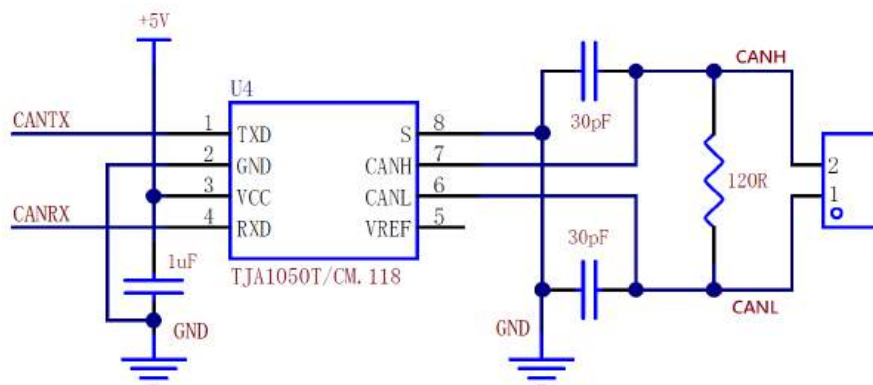 +5V
U4
CANTX
1
TXD
2
GND
3
VCC
CANRX
4
RXD
S
8
CANH
7
CANL
6
VREF
5
TJA1050T/CM.118
1uF
GND
30pF
30pF
GND
CANH
120R
CANL
2
1